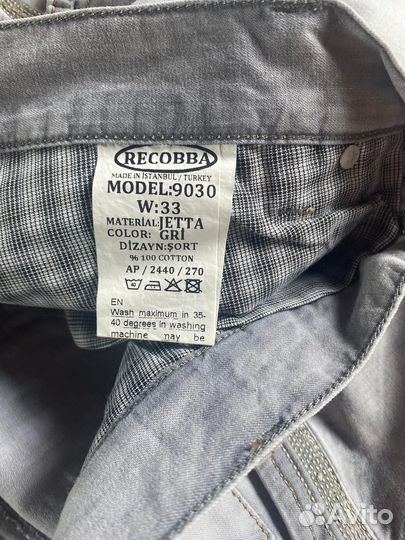 RECOBBA
MADE IN İSTANBUL / TURKEY
MODEL:9030
W:33
MATERIAL:JETTA
COLOR: GRİ
DİZAYN:ŞORT
% 100 COTTON
AP / 2440 / 270
EN
Wash maximum in 35-
40 degrees in washing
machine may be
Avito